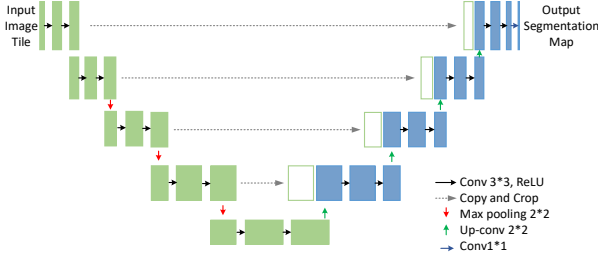 Input
Image
Tile
Output
Segmentation
Map
Conv 3*3, ReLU
Copy and Crop
Max pooling 2*2
Up-conv 2*2
Conv1*1